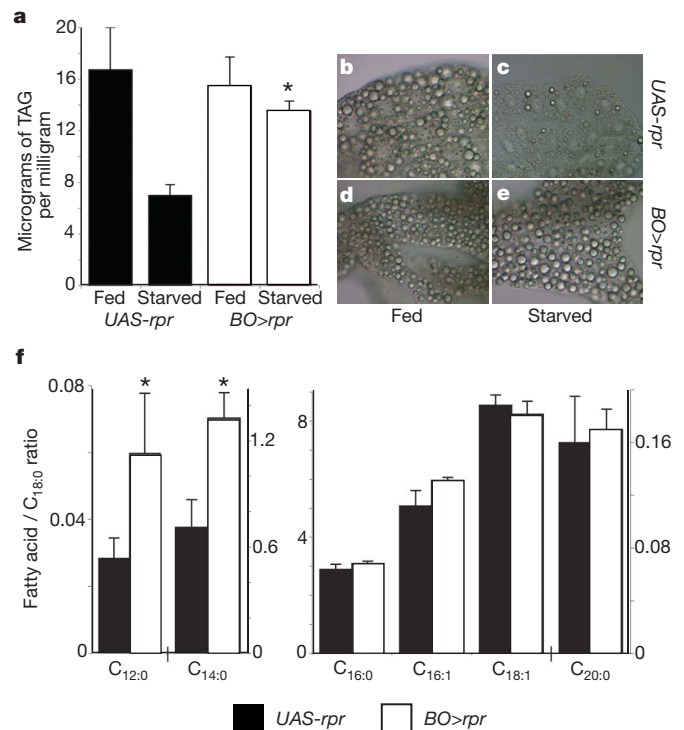 a
20
16
12
8
4
0
Micrograms of TAG
per milligram
*
Fed Starved Fed Starved
UAS-rpr BO>rpr
b c
d e
UAS-rpr
BO>rpr
Fed Starved
f
Fatty acid / C18:0 ratio
0.08
0.04
0
* *
1.2
0.6
0
C12:0 C14:0
8
4
0
0.16
0.08
0
C16:0 C16:1 C18:1 C20:0
UAS-rpr BO>rpr